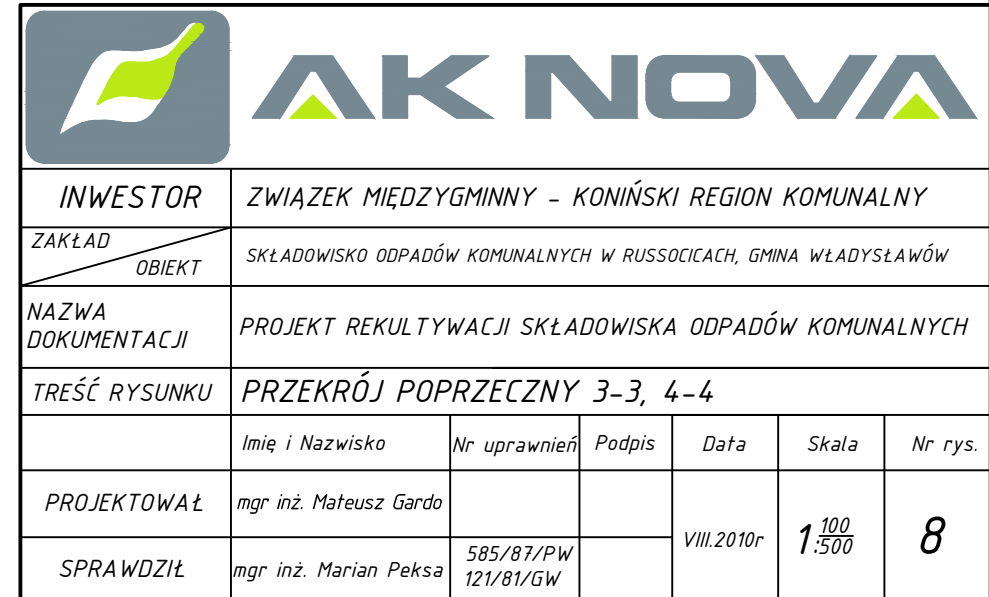 AK NOVA
INWESTOR ZWIĄZEK MIĘDZYGMINNY - KONIŃSKI REGION KOMUNALNY
ZAKŁAD
OBIEKT
SKŁADOWISKO ODPADÓW KOMUNALNYCH W RUSSOCICACH, GMINA WŁADYSŁAWÓW
NAZWA
DOKUMENTACJI
PROJEKT REKULTYWACJI SKŁADOWISKA ODPADÓW KOMUNALNYCH
TREŚĆ RYSUNKU PRZEKRÓJ POPRZECZNY 3-3, 4-4
Imię i Nazwisko Nr uprawnień Podpis Data Skala Nr rys.
PROJEKTOWAŁ mgr inż. Mateusz Gardo
SPRAWDZIŁ mgr inż. Marian Peksa
585/87/PW
121/81/GW
VIII.2010r
1:100/500
8